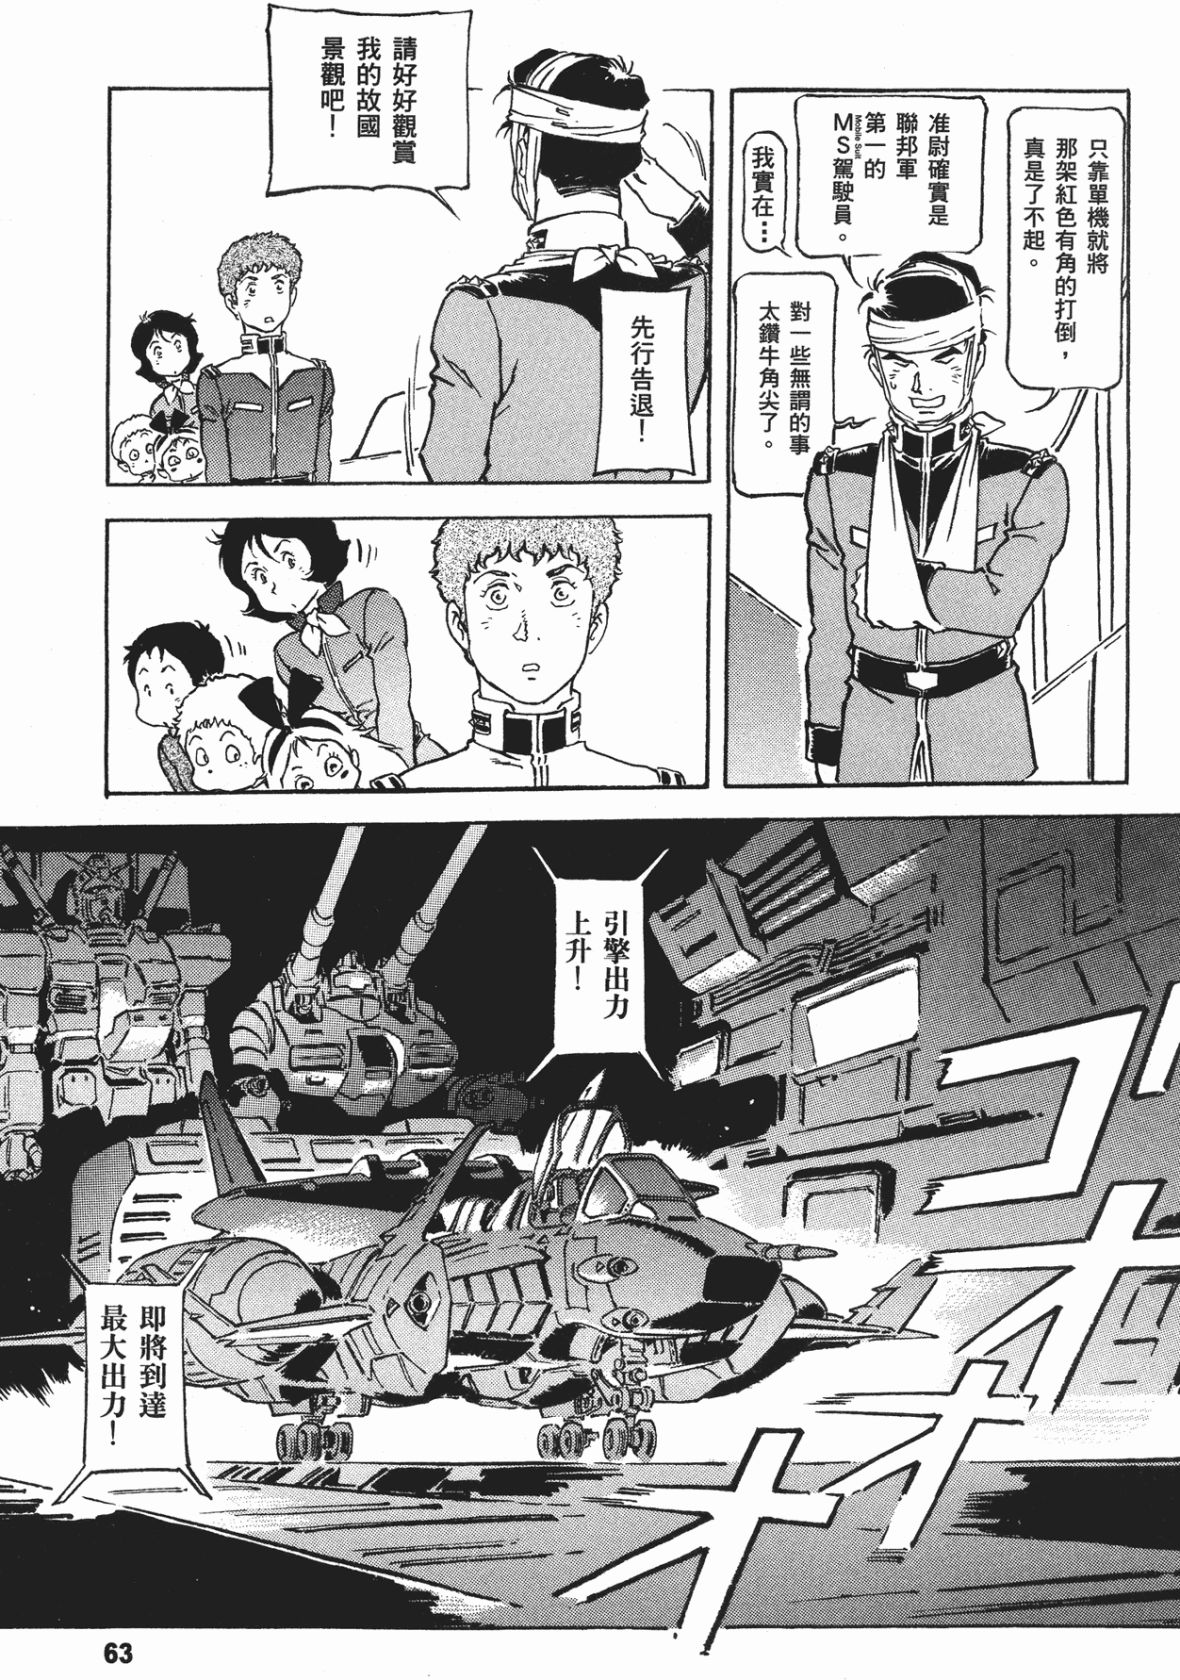 只靠單機就將
那架紅色有角的打倒，
真是了不起。
准尉確實是
聯邦軍
第一的
MS駕駛員。
Mobile Suit
我實在…
對一些無謂的事
太鑽牛角尖了。
請好好觀賞
我的故國
景觀吧！
先行告退！
引擎出力
上升！
ゴオオオ
即將到達
最大出力！
63